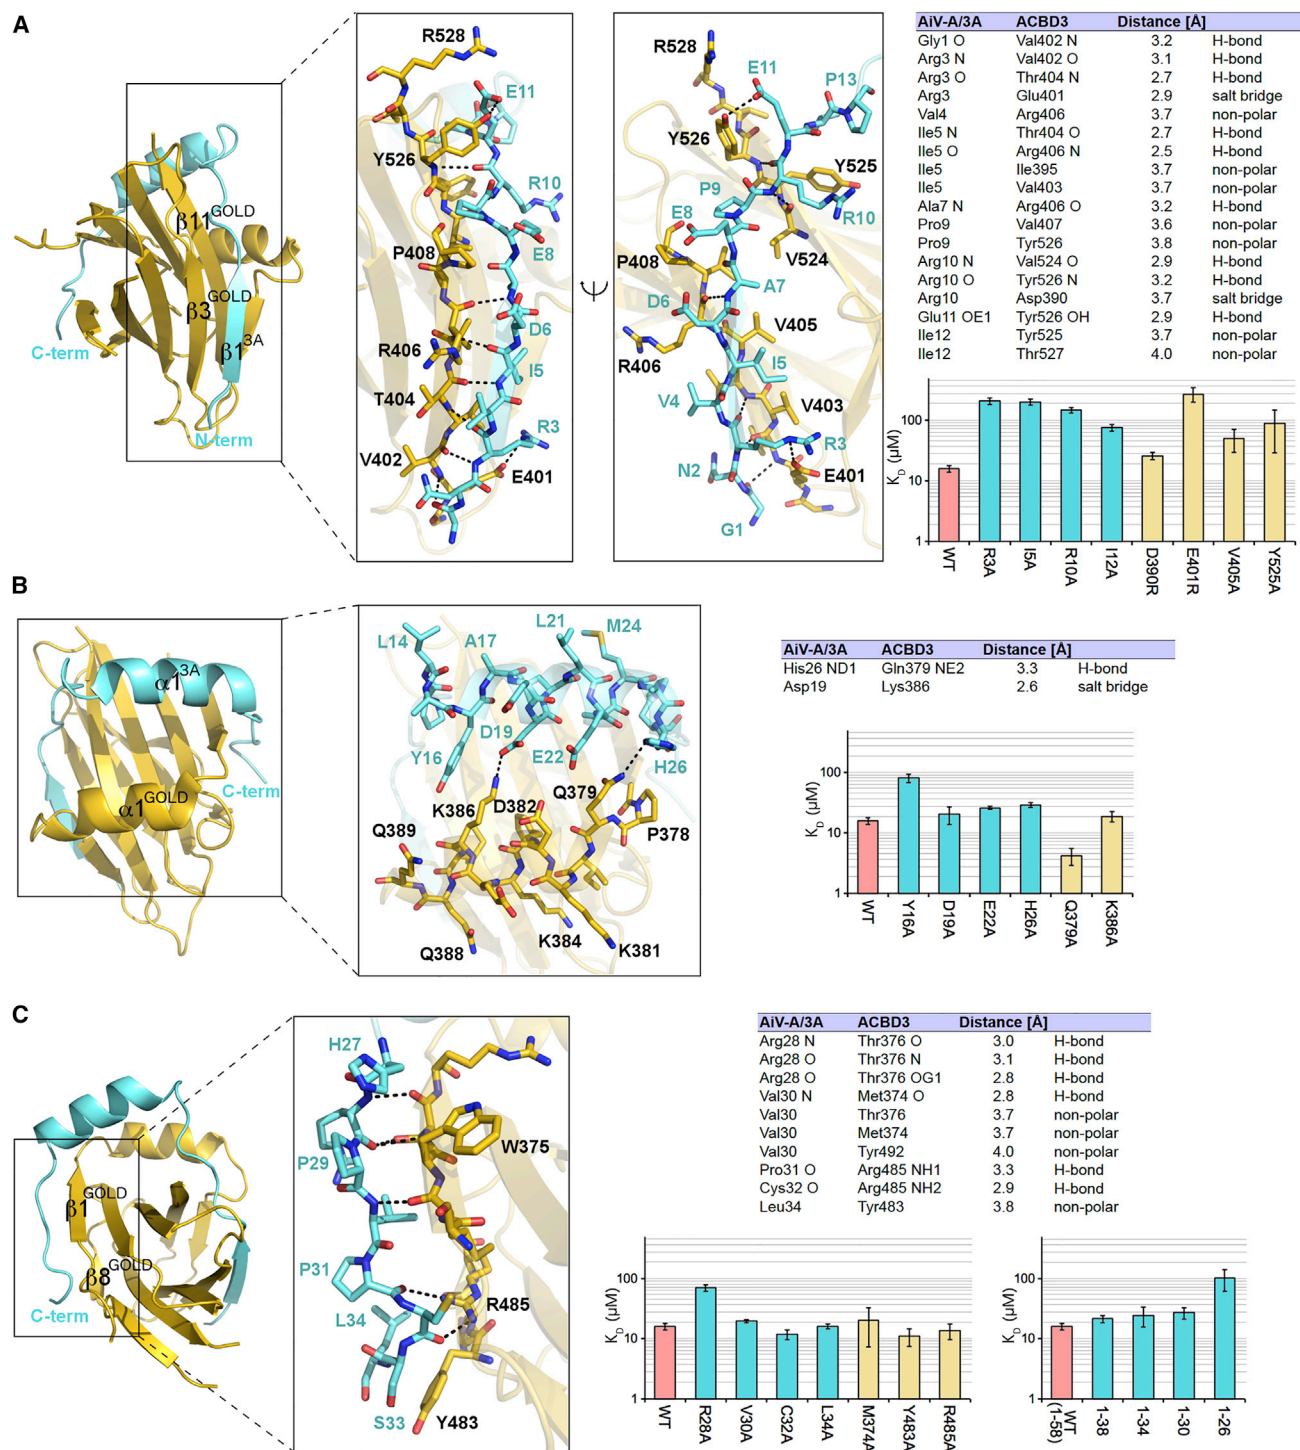 A
β11GOLD
β3GOLD
β13A
C-term
N-term
R528
E11
Y526
R10
P408
E8
D6
R406
I5
T404
R3
V402
E401
R528
E11
P13
Y526
Y525
P9
R10
E8
P408
V524
A7
D6
V405
R406
I5
V4
V403
R3
N2
E401
G1
AiV-A/3A ACBD3 Distance [Å]
Gly1 O Val402 N 3.2 H-bond
Arg3 N Val402 O 3.1 H-bond
Arg3 O Thr404 N 2.7 H-bond
Arg3 Glu401 2.9 salt bridge
Val4 Arg406 3.7 non-polar
Ile5 N Thr404 O 2.7 H-bond
Ile5 O Arg406 N 2.5 H-bond
Ile5 Ile395 3.7 non-polar
Ile5 Val403 3.7 non-polar
Ala7 N Arg406 O 3.2 H-bond
Pro9 Val407 3.6 non-polar
Pro9 Tyr526 3.8 non-polar
Arg10 N Val524 O 2.9 H-bond
Arg10 O Tyr526 N 3.2 H-bond
Arg10 Asp390 3.7 salt bridge
Glu11 OE1 Tyr526 OH 2.9 H-bond
Ile12 Tyr525 3.7 non-polar
Ile12 Thr527 4.0 non-polar
KD (μM)
100
10
1
WT R3A I5A R10A I12A D390R E401R V405A Y525A
B
α13A
α1GOLD
C-term
L14
A17
L21
M24
D19
Y16
E22
H26
Q379
K386
D382
P378
Q389
K384
K381
Q388
AiV-A/3A ACBD3 Distance [Å]
His26 ND1 Gln379 NE2 3.3 H-bond
Asp19 Lys386 2.6 salt bridge
KD (μM)
100
10
1
WT Y16A D19A E22A H26A Q379A K386A
C
β1GOLD
β8GOLD
C-term
H27
W375
P29
P31
R485
L34
S33
Y483
AiV-A/3A ACBD3 Distance [Å]
Arg28 N Thr376 O 3.0 H-bond
Arg28 O Thr376 N 3.1 H-bond
Arg28 O Thr376 OG1 2.8 H-bond
Val30 N Met374 O 2.8 H-bond
Val30 Thr376 3.7 non-polar
Val30 Met374 3.7 non-polar
Val30 Tyr492 4.0 non-polar
Pro31 O Arg485 NH1 3.3 H-bond
Cys32 O Arg485 NH2 2.9 H-bond
Leu34 Tyr483 3.8 non-polar
KD (μM)
100
10
1
WT R28A V30A C32A L34A M374A Y483A R485A
KD (μM)
100
10
1
WT (1-58) 1-38 1-34 1-30 1-26